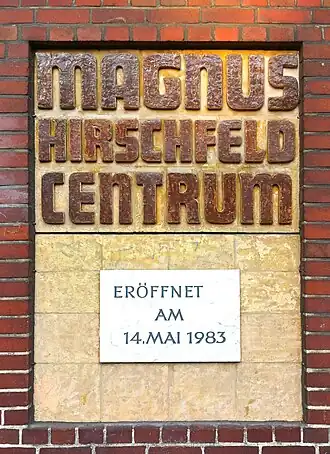 MAGNUS
HIRSCHFELD
CENTRUM
ERÖFFNET
AM
14.MAI 1983